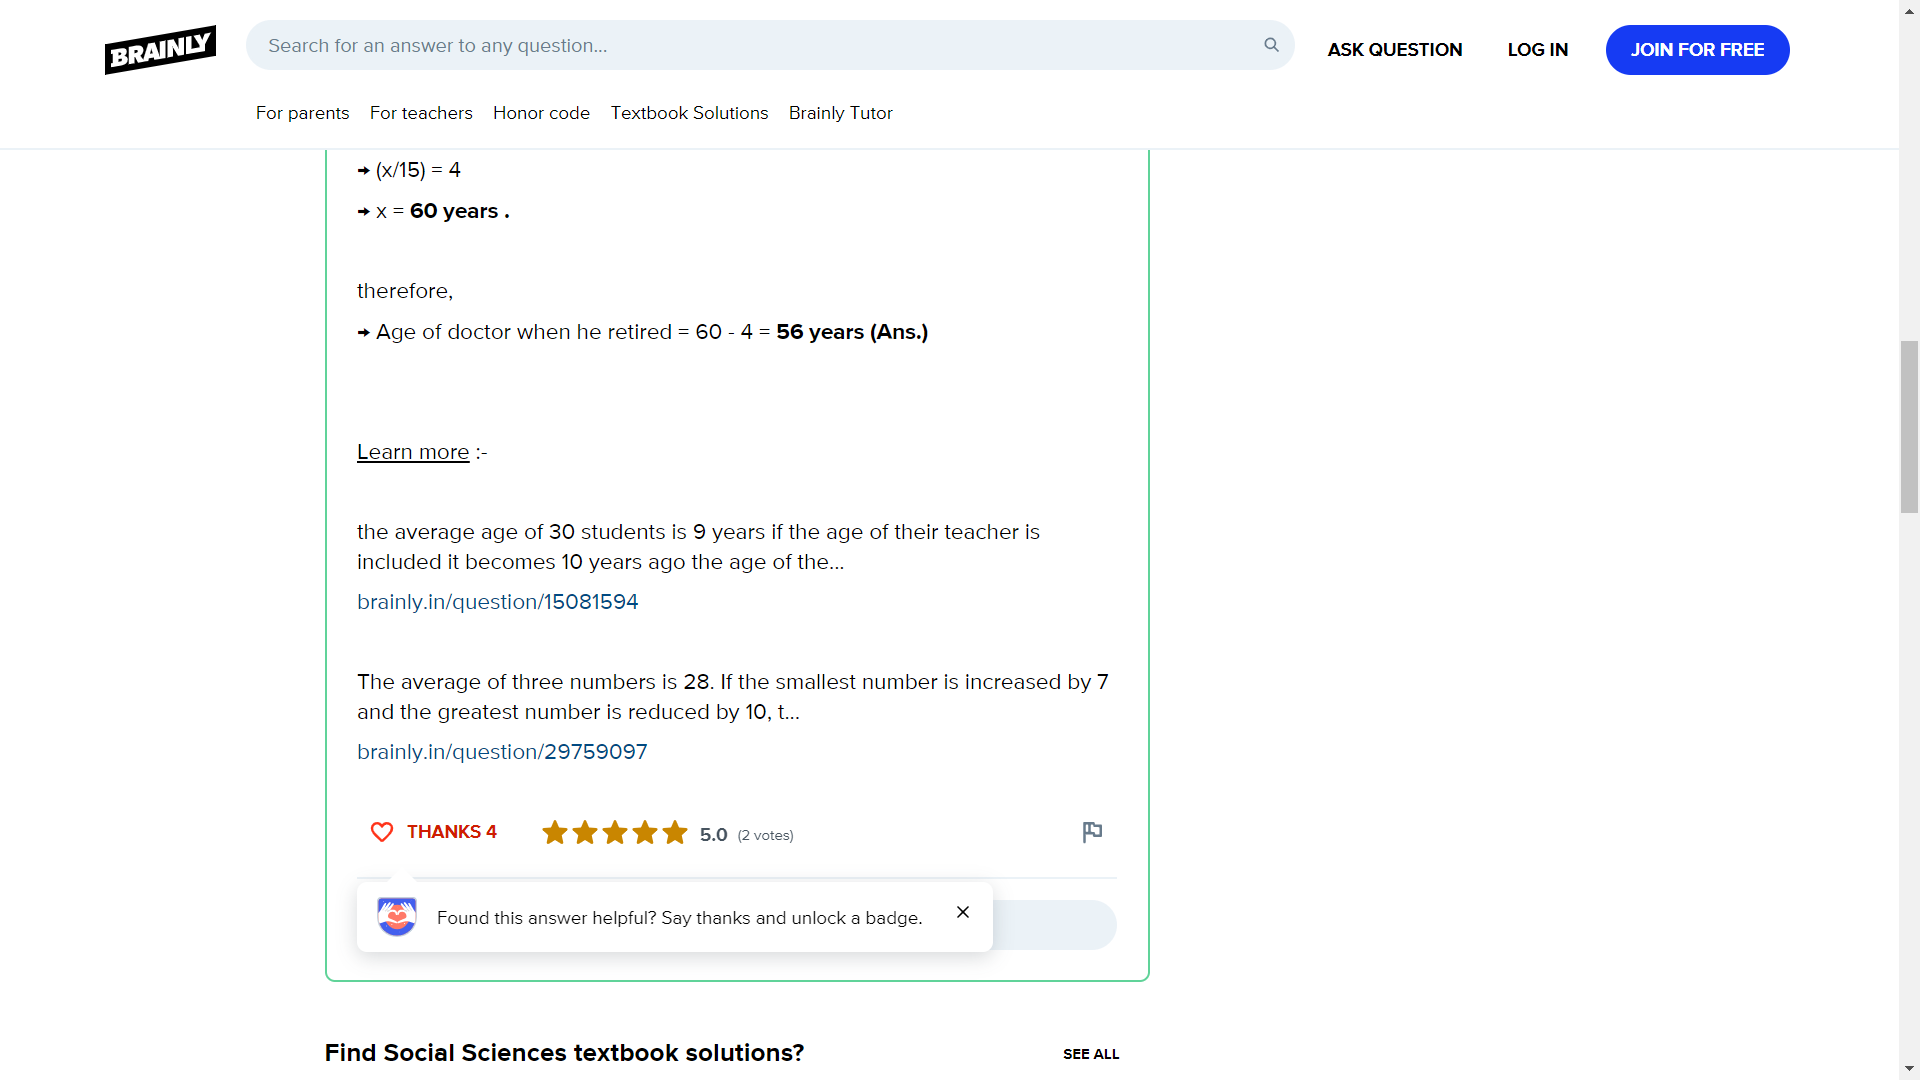 BRAINLY
Search for an answer to any question...
ASK QUESTION
LOG IN
JOIN FOR FREE
For parents
For teachers
Honor code
Textbook Solutions
Brainly Tutor
→ (x/15) = 4
→ x = 60 years .
therefore,
→ Age of doctor when he retired = 60 - 4 = 56 years (Ans.)
Learn more :-
the average age of 30 students is 9 years if the age of their teacher is
included it becomes 10 years ago the age of the...
brainly.in/question/15081594
The average of three numbers is 28. If the smallest number is increased by 7
and the greatest number is reduced by 10, t...
brainly.in/question/29759097
THANKS 4
5.0 (2 votes)
Found this answer helpful? Say thanks and unlock a badge.
Find Social Sciences textbook solutions?
SEE ALL